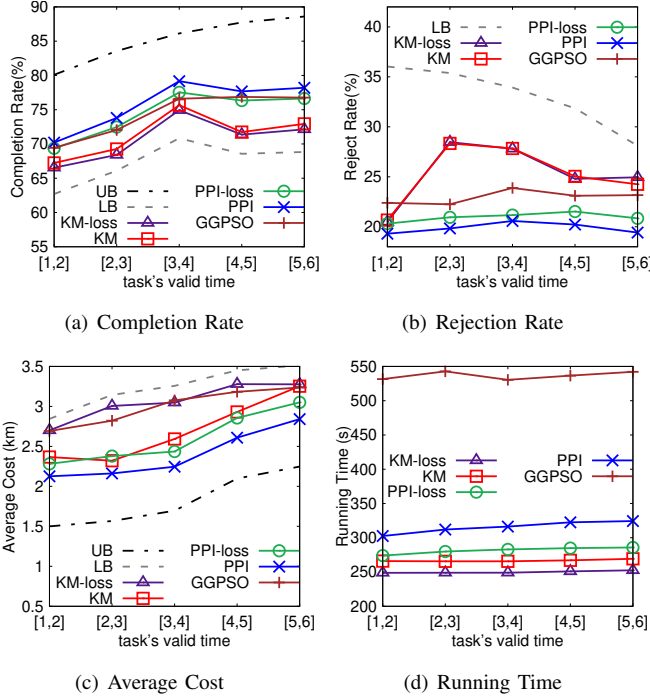 90
85
80
75
70
65
60
55
Completion Rate(%)
UB
LB
KM-loss
KM
PPI-loss
PPI
GGPSO
[1,2] [2,3] [3,4] [4,5] [5,6]
task's valid time
(a) Completion Rate
40
35
30
25
20
Reject Rate(%)
LB
KM-loss
KM
PPI-loss
PPI
GGPSO
[1,2] [2,3] [3,4] [4,5] [5,6]
task's valid time
(b) Rejection Rate
3.5
3
2.5
2
1.5
1
0.5
Average Cost (km)
UB
LB
KM-loss
KM
PPI-loss
PPI
GGPSO
[1,2] [2,3] [3,4] [4,5] [5,6]
task's valid time
(c) Average Cost
550
500
450
400
350
300
250
200
Running Time (s)
KM-loss
KM
PPI-loss
PPI
GGPSO
[1,2] [2,3] [3,4] [4,5] [5,6]
task's valid time
(d) Running Time